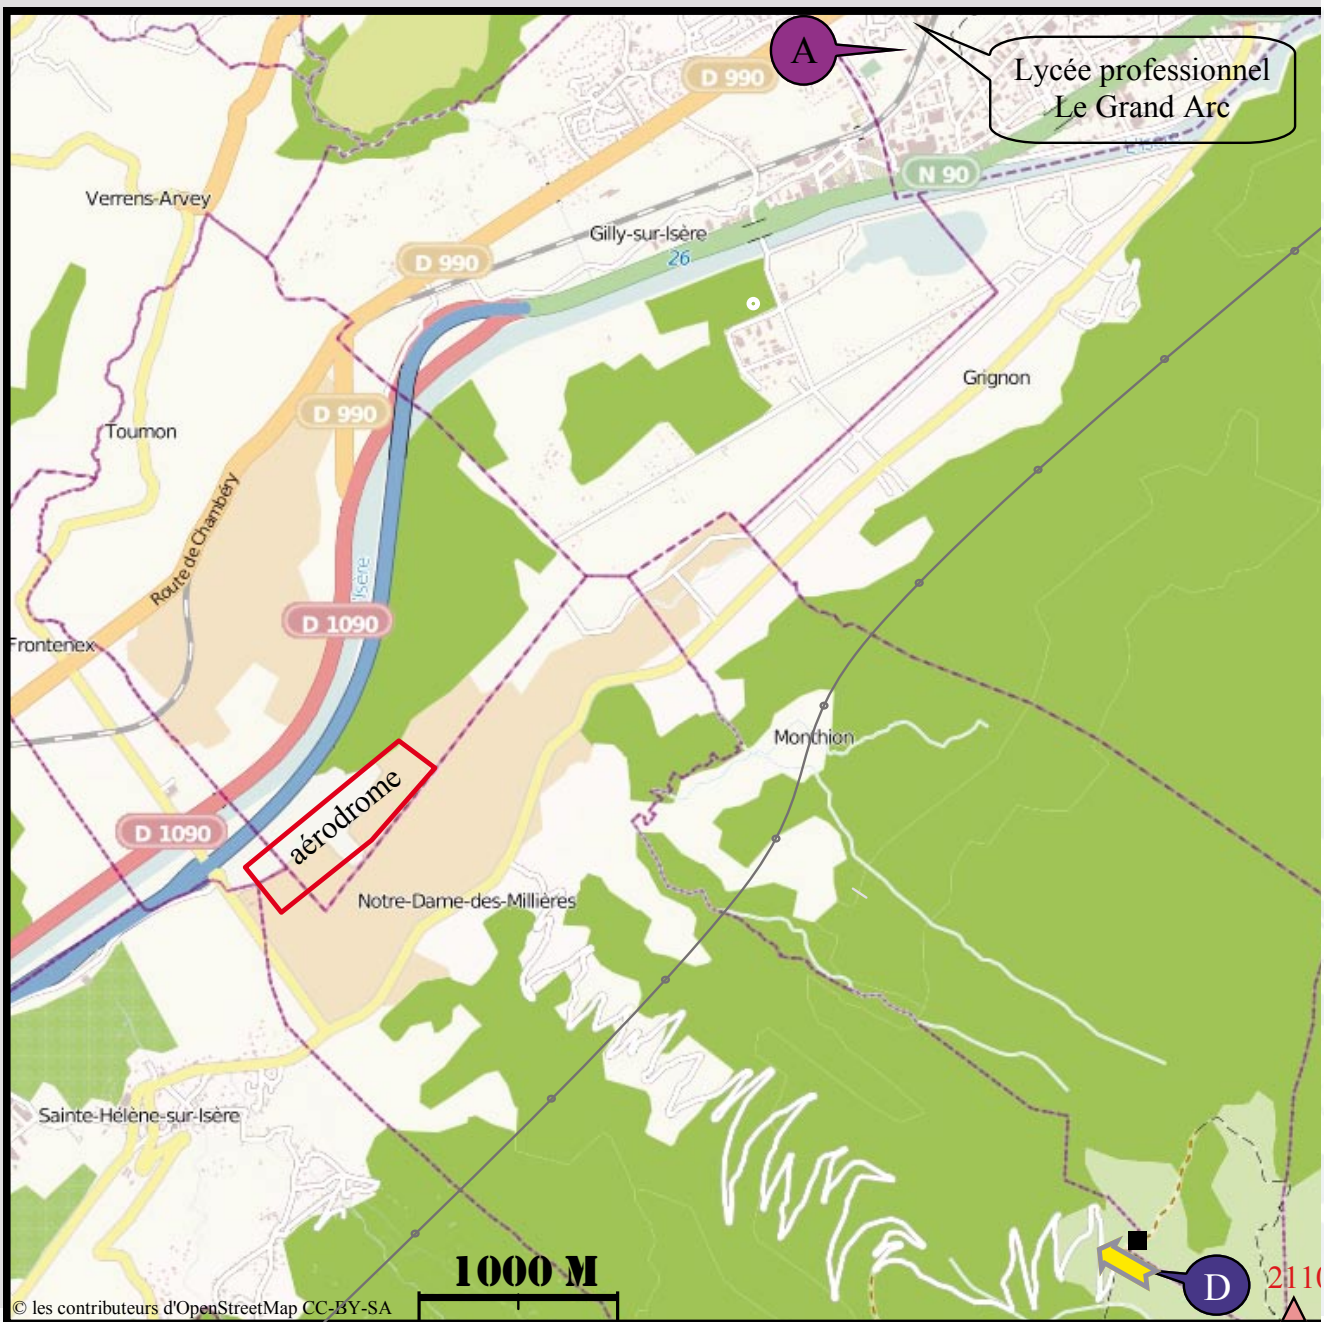 A
Lycée professionnel
Le Grand Arc
D 990
N 90
Verrens-Arvey
Gilly-sur-Isère
26
D 990
Grignon
D 990
Tournon
Route de Chambéry
Isère
D 1090
Frontenex
Monthion
aérodrome
D 1090
Notre-Dame-des-Millières
Sainte-Hélène-sur-Isère
1000 M
D
2110
© les contributeurs d'OpenStreetMap CC-BY-SA